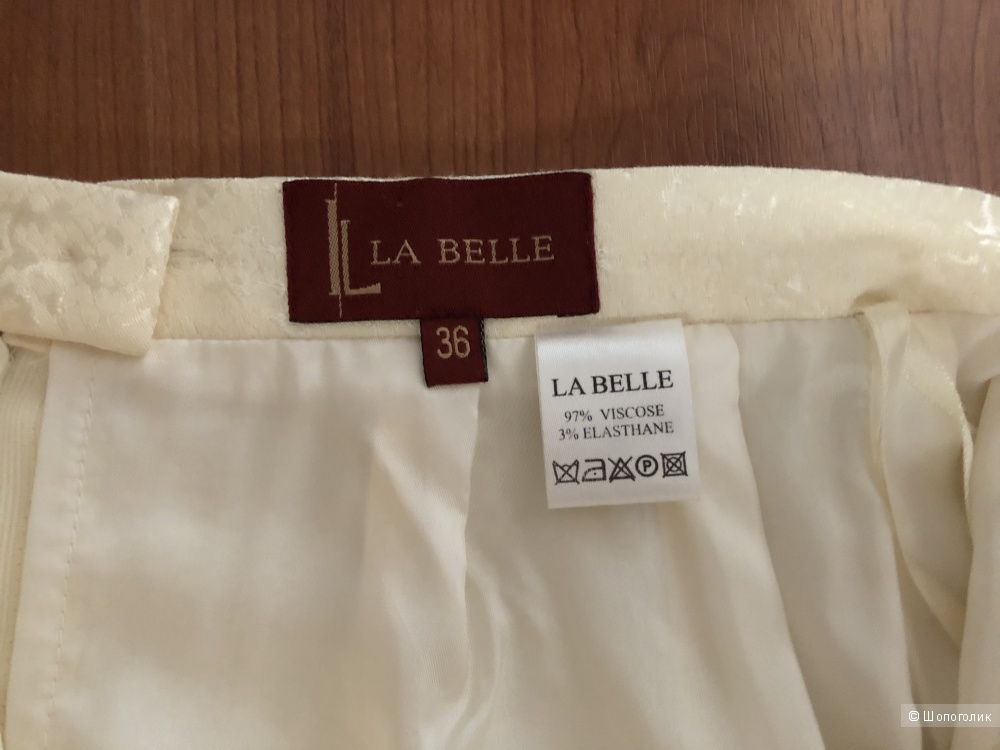 LA BELLE
36
LA BELLE
97% VISCOSE
3% ELASTHANE
P
© Шопоголик